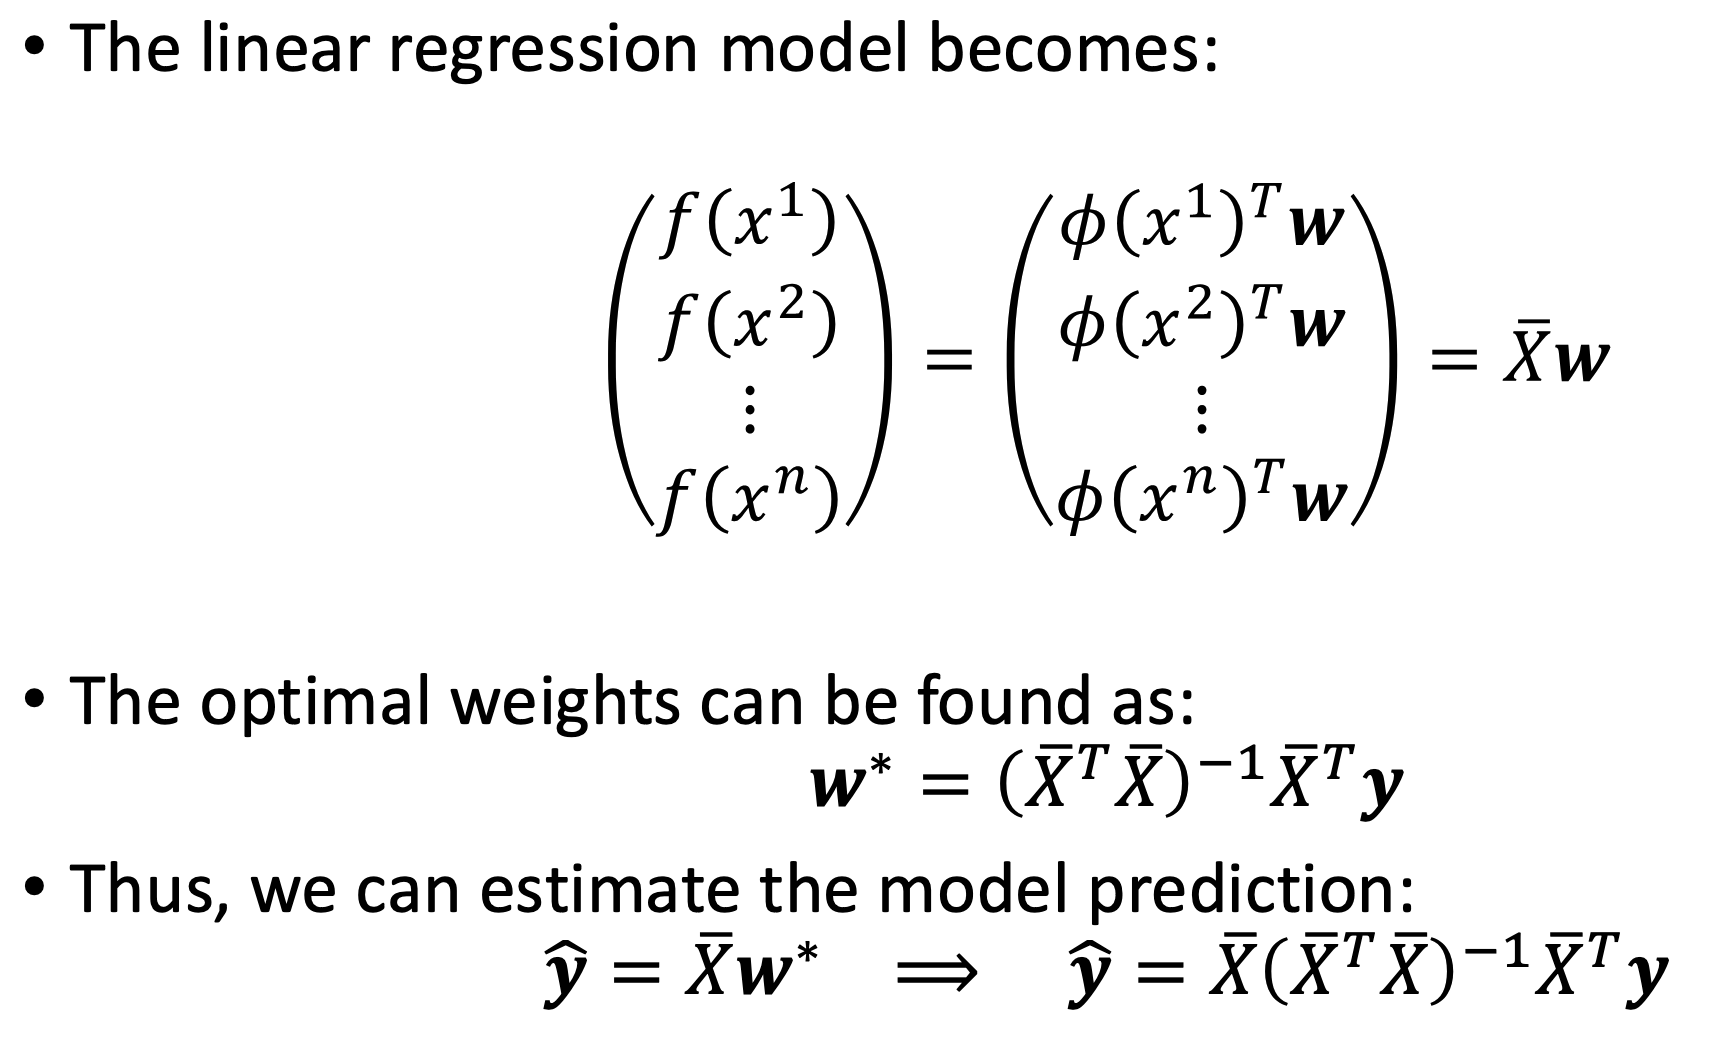 • The linear regression model becomes:
$$\begin{pmatrix} f(x^1) \\ f(x^2) \\ \vdots \\ f(x^n) \end{pmatrix} = \begin{pmatrix} \phi(x^1)^T \boldsymbol{w} \\ \phi(x^2)^T \boldsymbol{w} \\ \vdots \\ \phi(x^n)^T \boldsymbol{w} \end{pmatrix} = \bar{X}\boldsymbol{w}$$
• The optimal weights can be found as:
$$\boldsymbol{w}^* = (\bar{X}^T \bar{X})^{-1} \bar{X}^T \boldsymbol{y}$$
• Thus, we can estimate the model prediction:
$$\hat{\boldsymbol{y}} = \bar{X}\boldsymbol{w}^* \implies \hat{\boldsymbol{y}} = \bar{X}(\bar{X}^T \bar{X})^{-1} \bar{X}^T \boldsymbol{y}$$